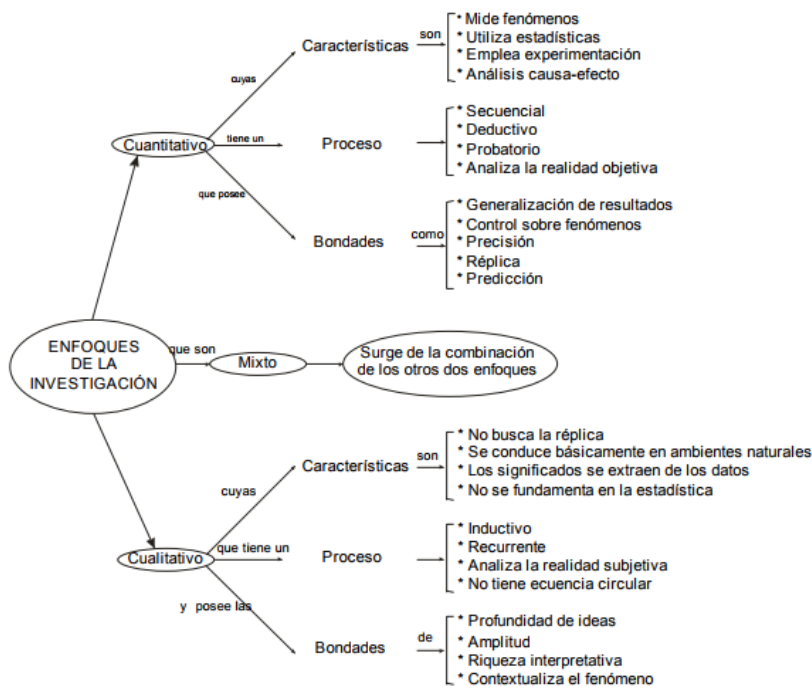 Características
son
* Mide fenómenos
* Utiliza estadísticas
* Emplea experimentación
* Análisis causa-efecto
cuyas
Cuantitativo
tiene un
Proceso
* Secuencial
* Deductivo
* Probatorio
* Analiza la realidad objetiva
que posee
Bondades
como
* Generalización de resultados
* Control sobre fenómenos
* Precisión
* Réplica
* Predicción
ENFOQUES
DE LA
INVESTIGACIÓN
que son
Mixto
Surge de la combinación
de los otros dos enfoques
Características
son
* No busca la réplica
* Se conduce básicamente en ambientes naturales
* Los significados se extraen de los datos
* No se fundamenta en la estadística
cuyas
Cualitativo
que tiene un
Proceso
* Inductivo
* Recurrente
* Analiza la realidad subjetiva
* No tiene ecuencia circular
y posee las
Bondades
de
* Profundidad de ideas
* Amplitud
* Riqueza interpretativa
* Contextualiza el fenómeno